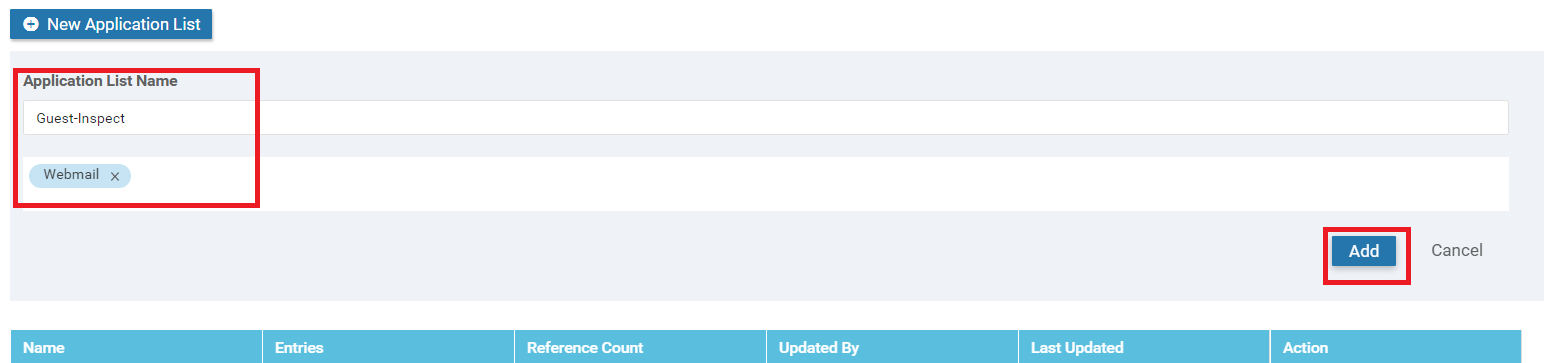 New Application List
Application List Name
Guest-Inspect
Webmail ×
Add Cancel
Name Entries Reference Count Updated By Last Updated Action